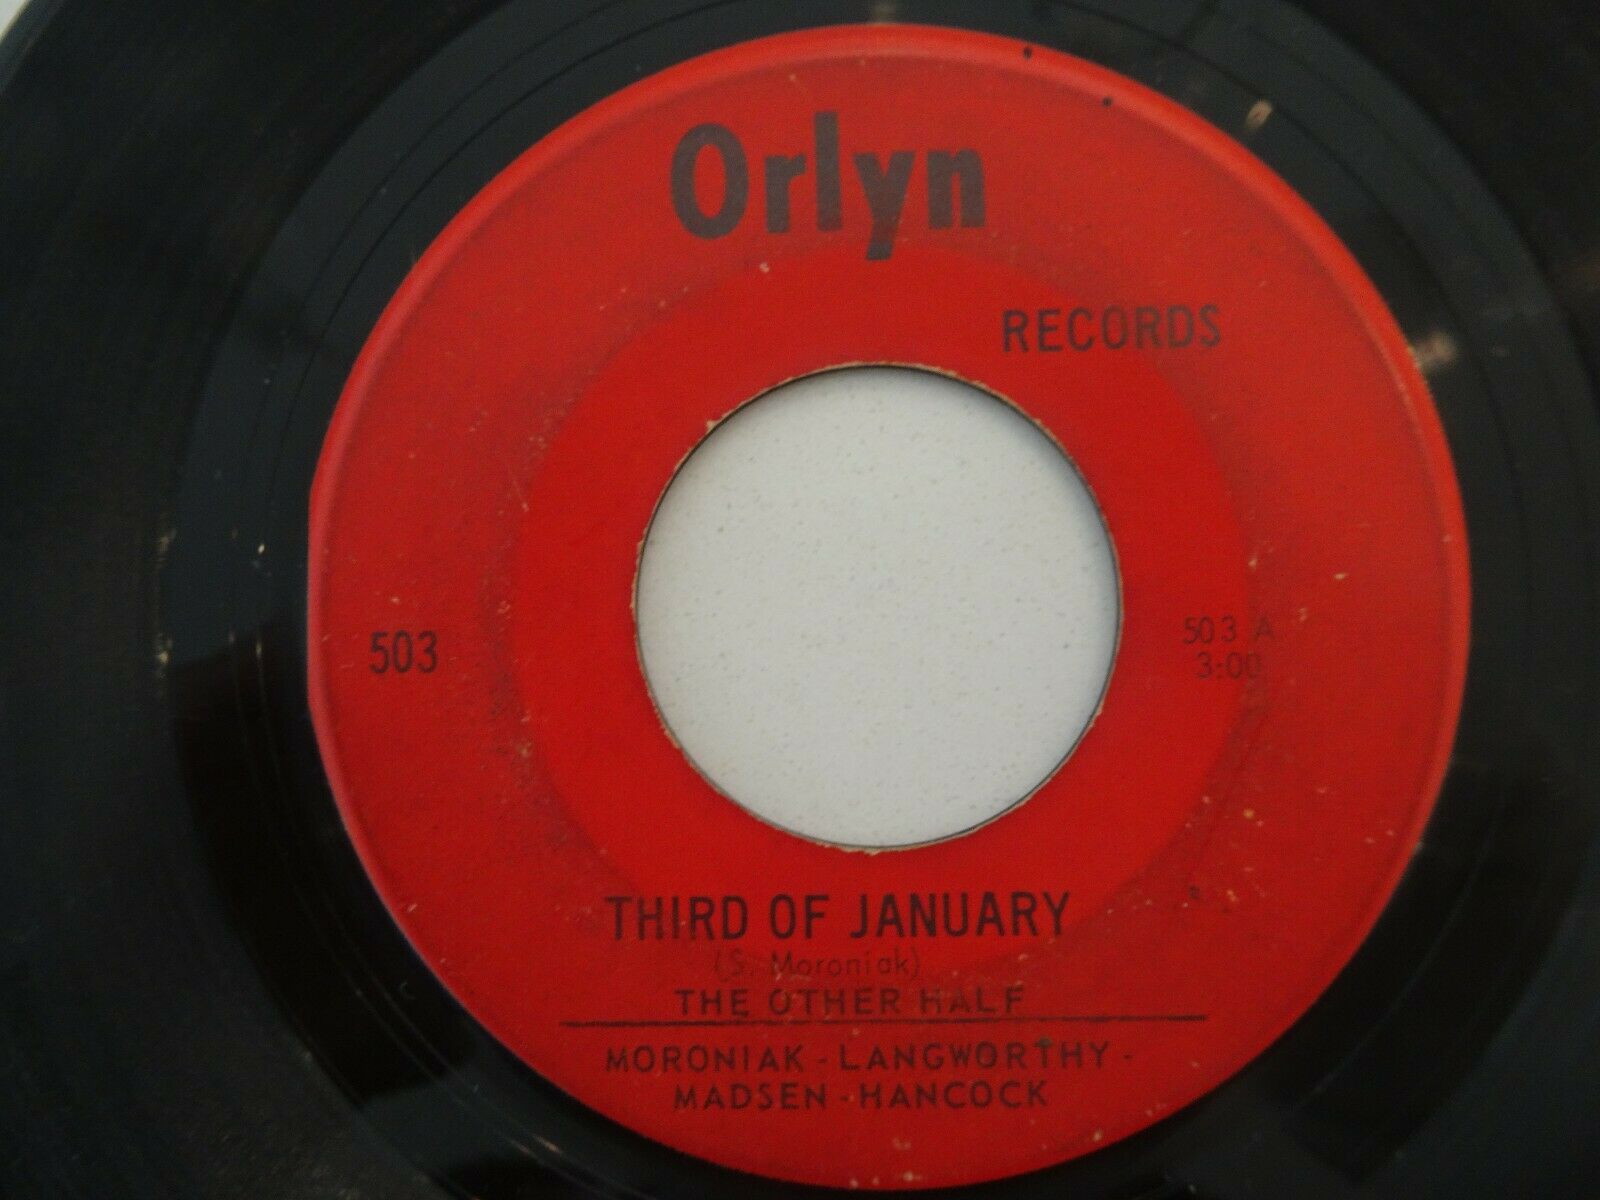 Orlyn
RECORDS
503
503 A
3:00
THIRD OF JANUARY
(S. Moroniak)
THE OTHER HALF
MORONIAK - LANGWORTHY -
MADSEN - HANCOCK